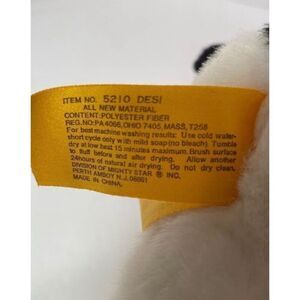 ITEM NO. 5210 DESI
ALL NEW MATERIAL
CONTENT:POLYESTER FIBER
REG.NO:PA4066, OHIO 7405, MASS, T258
For best machine washing results: Use cold water-
short cycle only with mild soap(no bleach). Tumble
dry at low best 15 minutes maximum. Brush surface
to fluff before and after drying. Allow another
24hours of natural air drying. Do not dry clean.
DIVISION OF MIGHTY STAR ® INC.
PERTH AMBOY N.J. 08861
MADE IN CHINA.